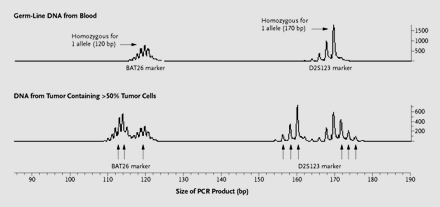 Germ-Line DNA from Blood
Homozygous for
1 allele (120 bp)
Homozygous for
1 allele (170 bp)
1500
1000
500
BAT26 marker
D2S123 marker
DNA from Tumor Containing >50% Tumor Cells
600
400
200
BAT26 marker
D2S123 marker
90 100 110 120 130 140 150 160 170 180 190
Size of PCR Product (bp)